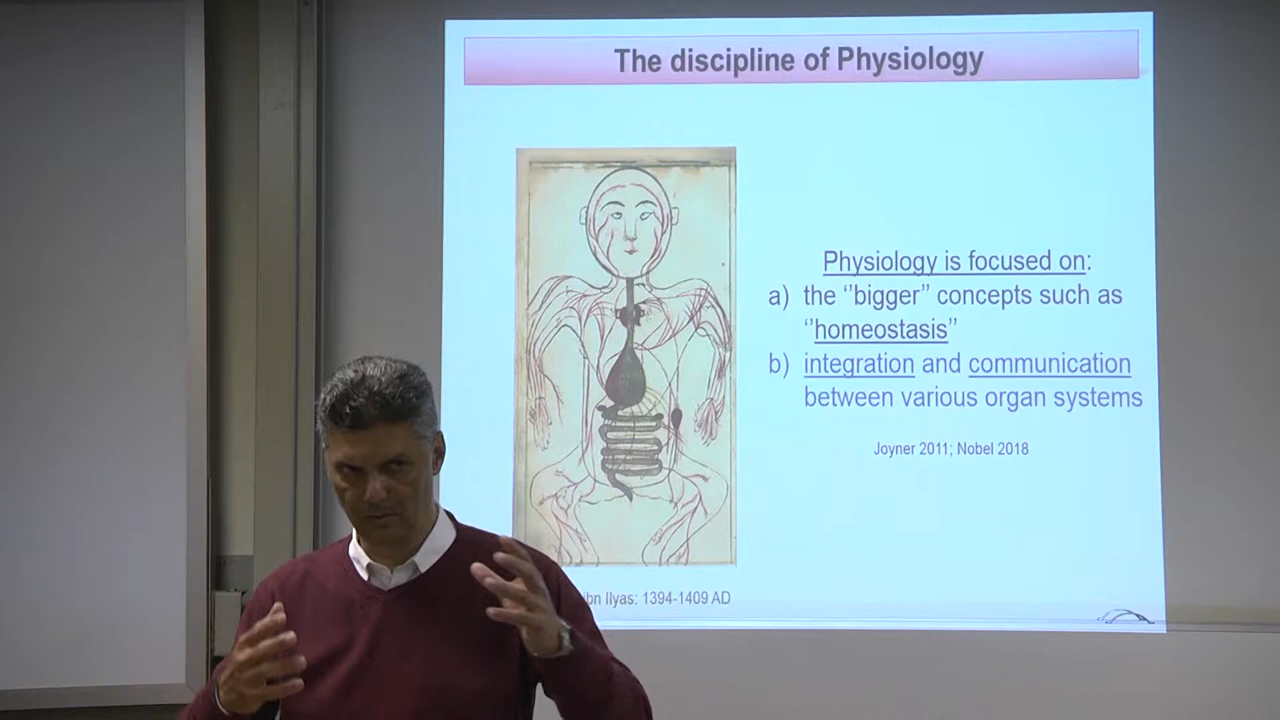 The discipline of Physiology
Physiology is focused on:
a) the ‘’bigger’’ concepts such as
‘’homeostasis’’
b) integration and communication
between various organ systems
Joyner 2011; Nobel 2018
ibn Ilyas: 1394-1409 AD